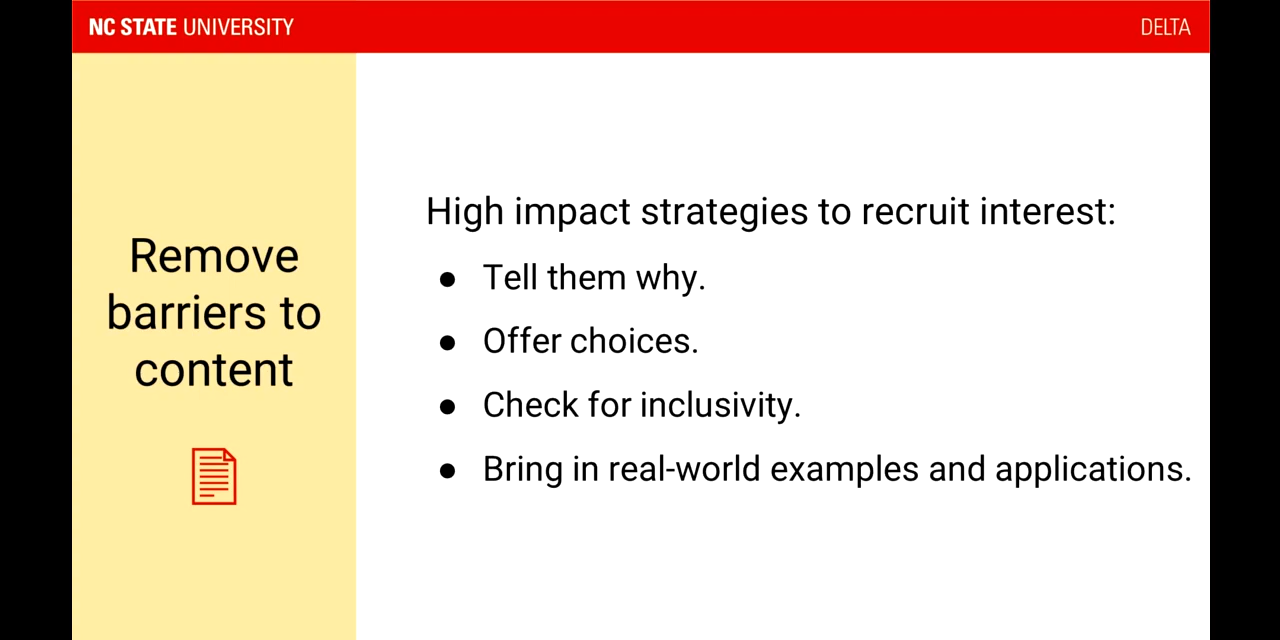 NC STATE UNIVERSITY
DELTA
Remove
barriers to
content
High impact strategies to recruit interest:
● Tell them why.
● Offer choices.
● Check for inclusivity.
● Bring in real-world examples and applications.